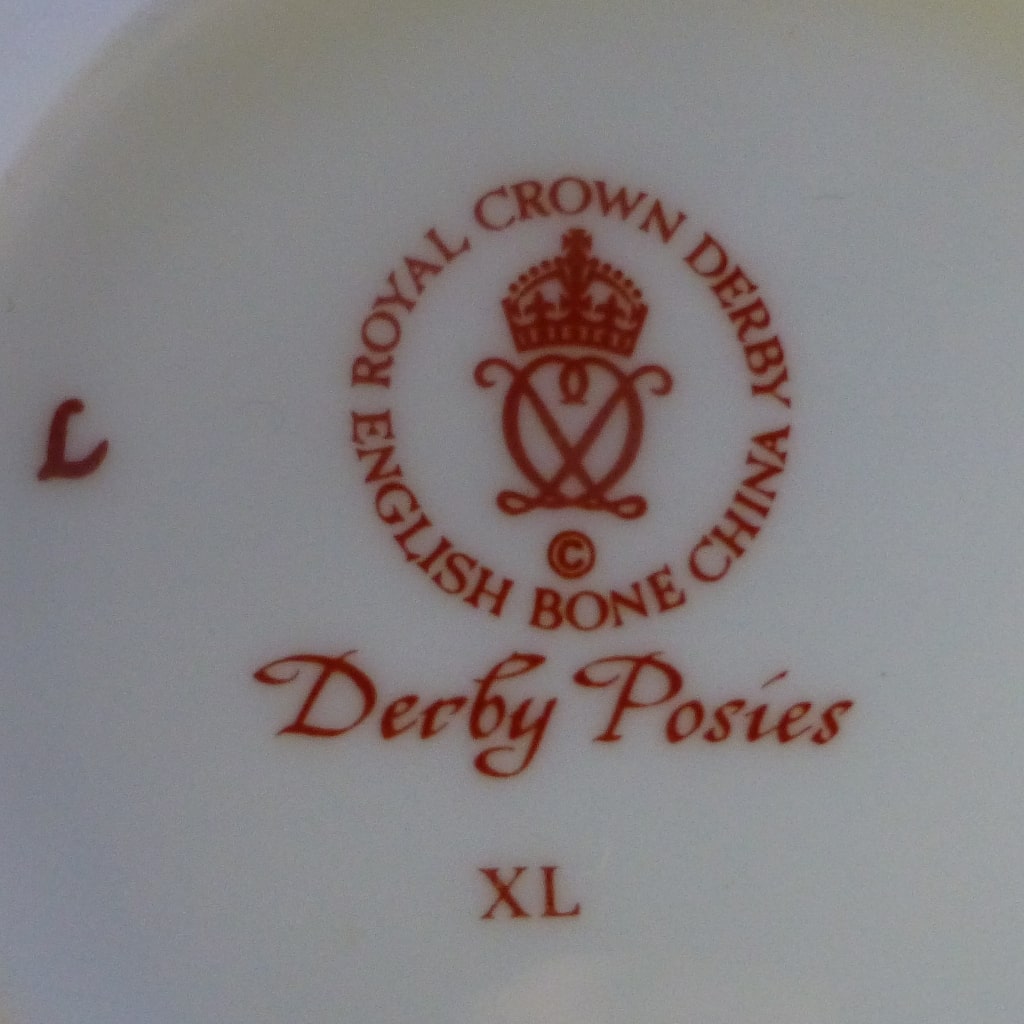 ROYAL CROWN DERBY
ENGLISH BONE CHINA
©
L
Derby Posies
XL